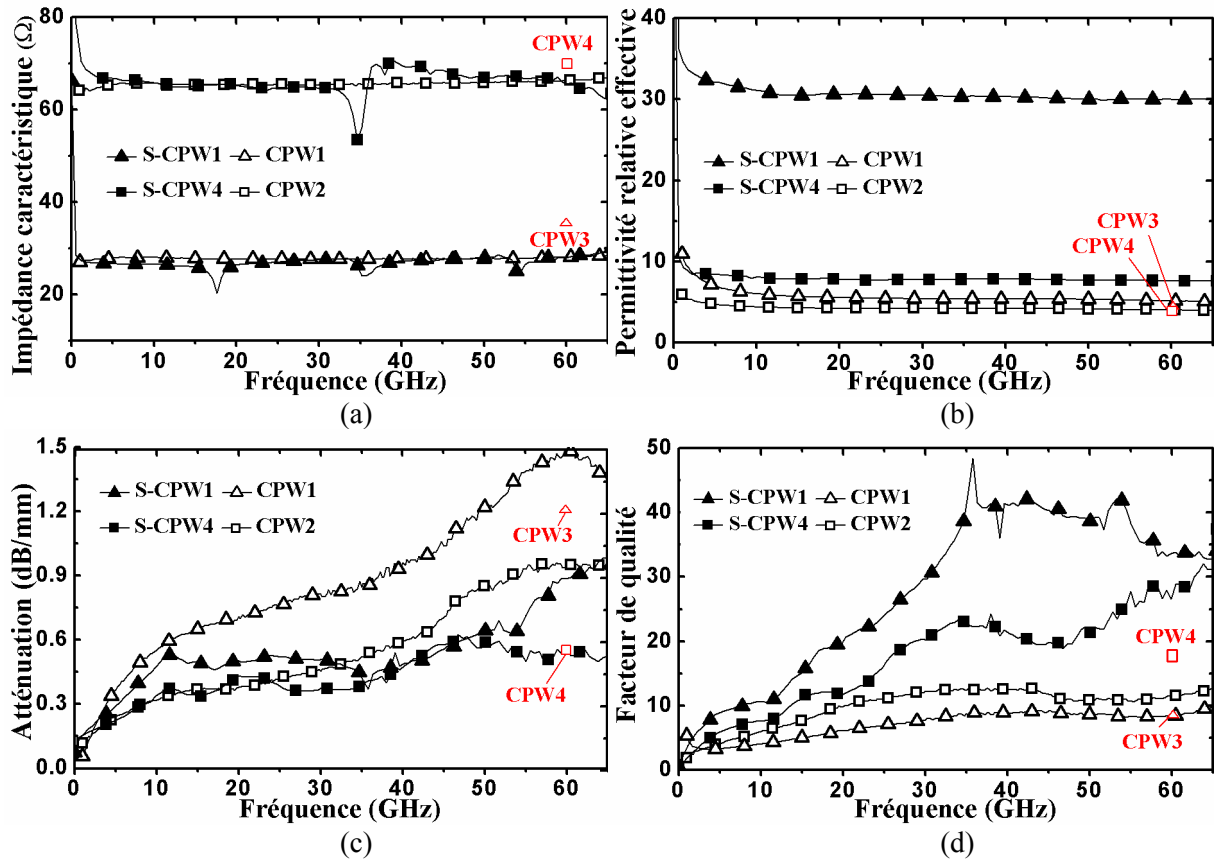 Impédance caractéristique (Ω)
80
60
40
20
0 10 20 30 40 50 60
Fréquence (GHz)
S-CPW1 CPW1
S-CPW4 CPW2
CPW4
CPW3
(a)
Permittivité relative effective
40
30
20
10
0
0 10 20 30 40 50 60
Fréquence (GHz)
S-CPW1 CPW1
S-CPW4 CPW2
CPW3
CPW4
(b)
Atténuation (dB/mm)
1.5
1.2
0.9
0.6
0.3
0.0
0 10 20 30 40 50 60
Fréquence (GHz)
S-CPW1 CPW1
S-CPW4 CPW2
CPW3
CPW4
(c)
Facteur de qualité
50
40
30
20
10
0
0 10 20 30 40 50 60
Fréquence (GHz)
S-CPW1 CPW1
S-CPW4 CPW2
CPW4
CPW3
(d)